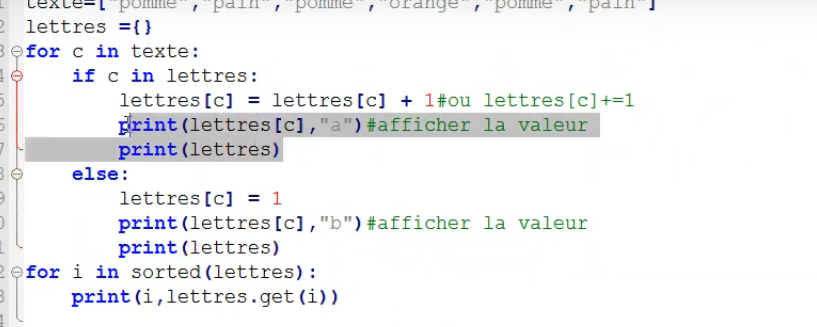 texte=["pomme","pain","pomme","orange","pomme","pain"]
2 lettres ={}
3 for c in texte:
4 if c in lettres:
5 lettres[c] = lettres[c] + 1#ou lettres[c]+=1
6 print(lettres[c],"a")#afficher la valeur
7 print(lettres)
8 else:
9 lettres[c] = 1
0 print(lettres[c],"b")#afficher la valeur
1 print(lettres)
2 for i in sorted(lettres):
3 print(i,lettres.get(i))
4